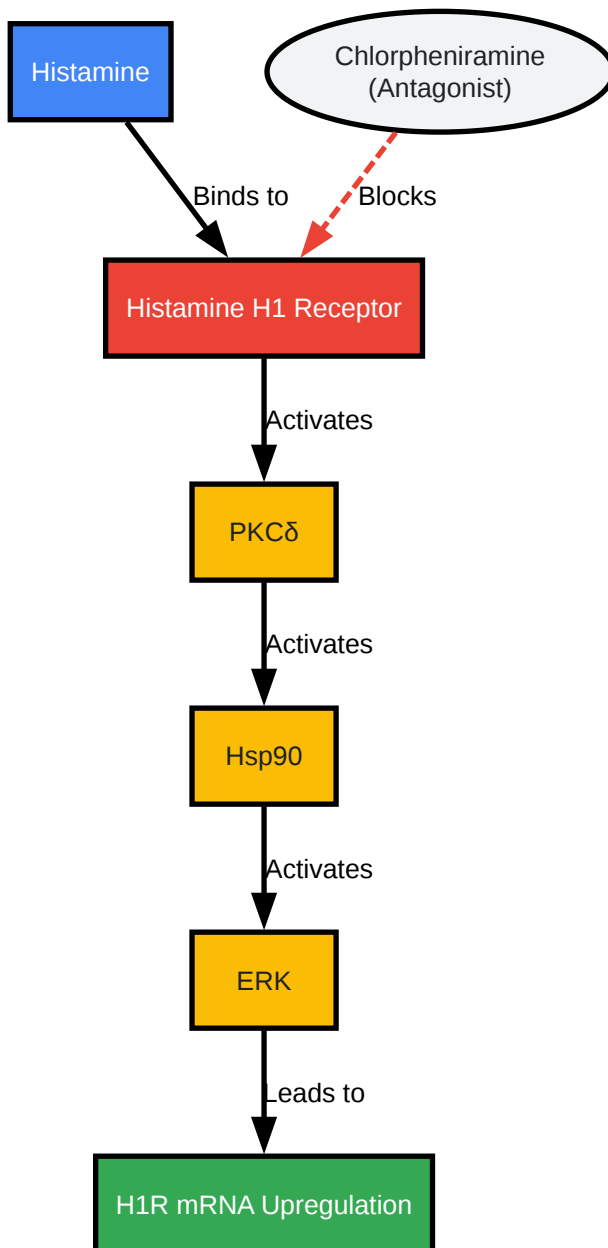 Histamine
Chlorpheniramine
(Antagonist)
Binds to
Blocks
Histamine H1 Receptor
Activates
PKCδ
Activates
Hsp90
Activates
ERK
Leads to
H1R mRNA Upregulation